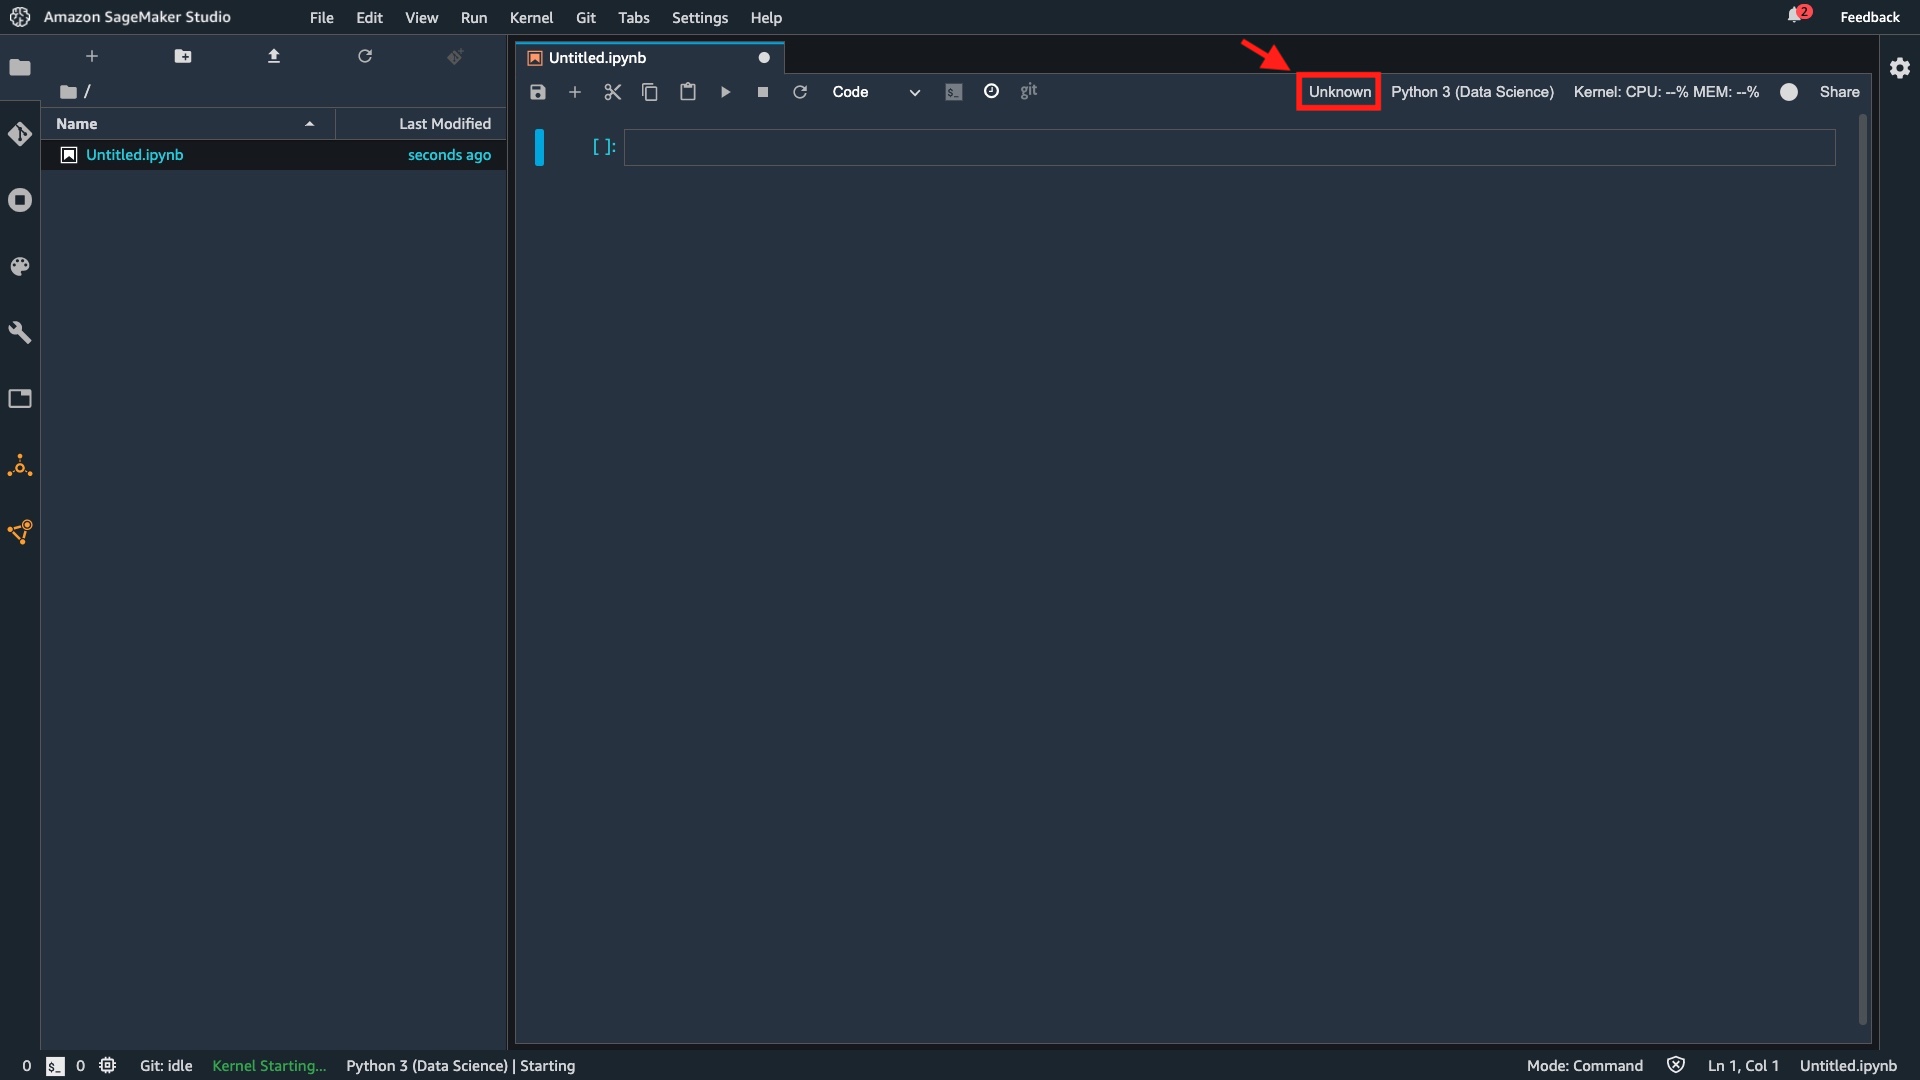 Amazon SageMaker Studio File Edit View Run Kernel Git Tabs Settings Help 2 Feedback
Untitled.ipynb
/
Code $_ git Unknown Python 3 (Data Science) Kernel: CPU: --% MEM: --% Share
Name Last Modified
Untitled.ipynb seconds ago
[ ]:
0 $_ 0 Git: idle Kernel Starting... Python 3 (Data Science) | Starting Mode: Command Ln 1, Col 1 Untitled.ipynb